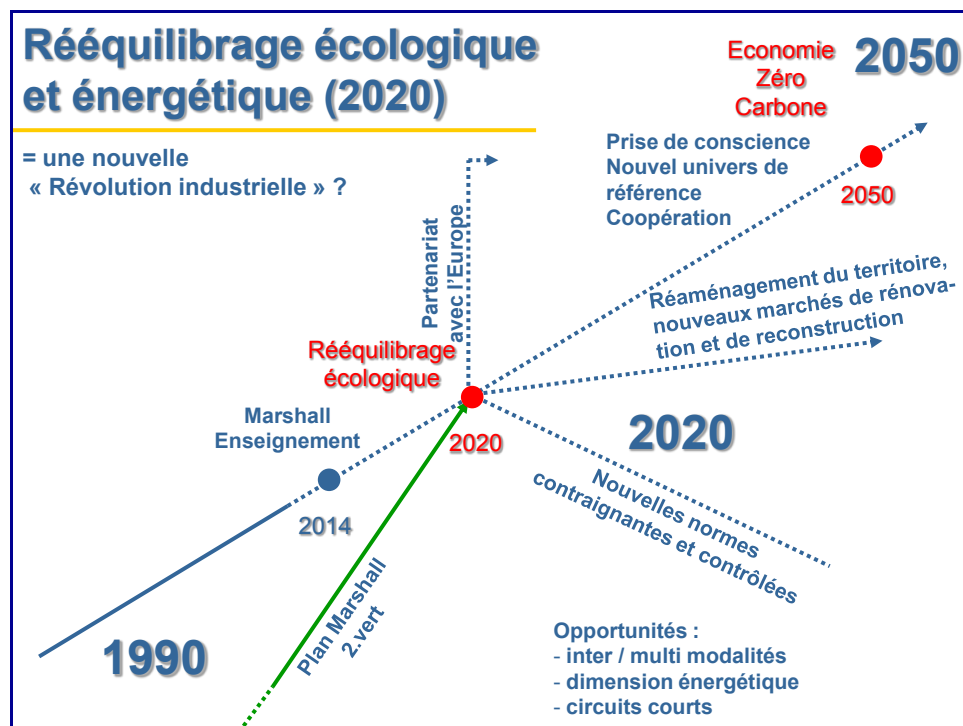 Rééquilibrage écologique
et énergétique (2020)
= une nouvelle
« Révolution industrielle » ?
Economie
Zéro
Carbone
2050
Prise de conscience
Nouvel univers de
référence
Coopération
2050
Partenariat
avec l'Europe
Réaménagement du territoire,
nouveaux marchés de rénova-
tion et de reconstruction
Rééquilibrage
écologique
2020
Marshall
Enseignement
2014
2020
Nouvelles normes
contraignantes et contrôlées
Plan Marshall
2.vert
1990
Opportunités :
- inter / multi modalités
- dimension énergétique
- circuits courts